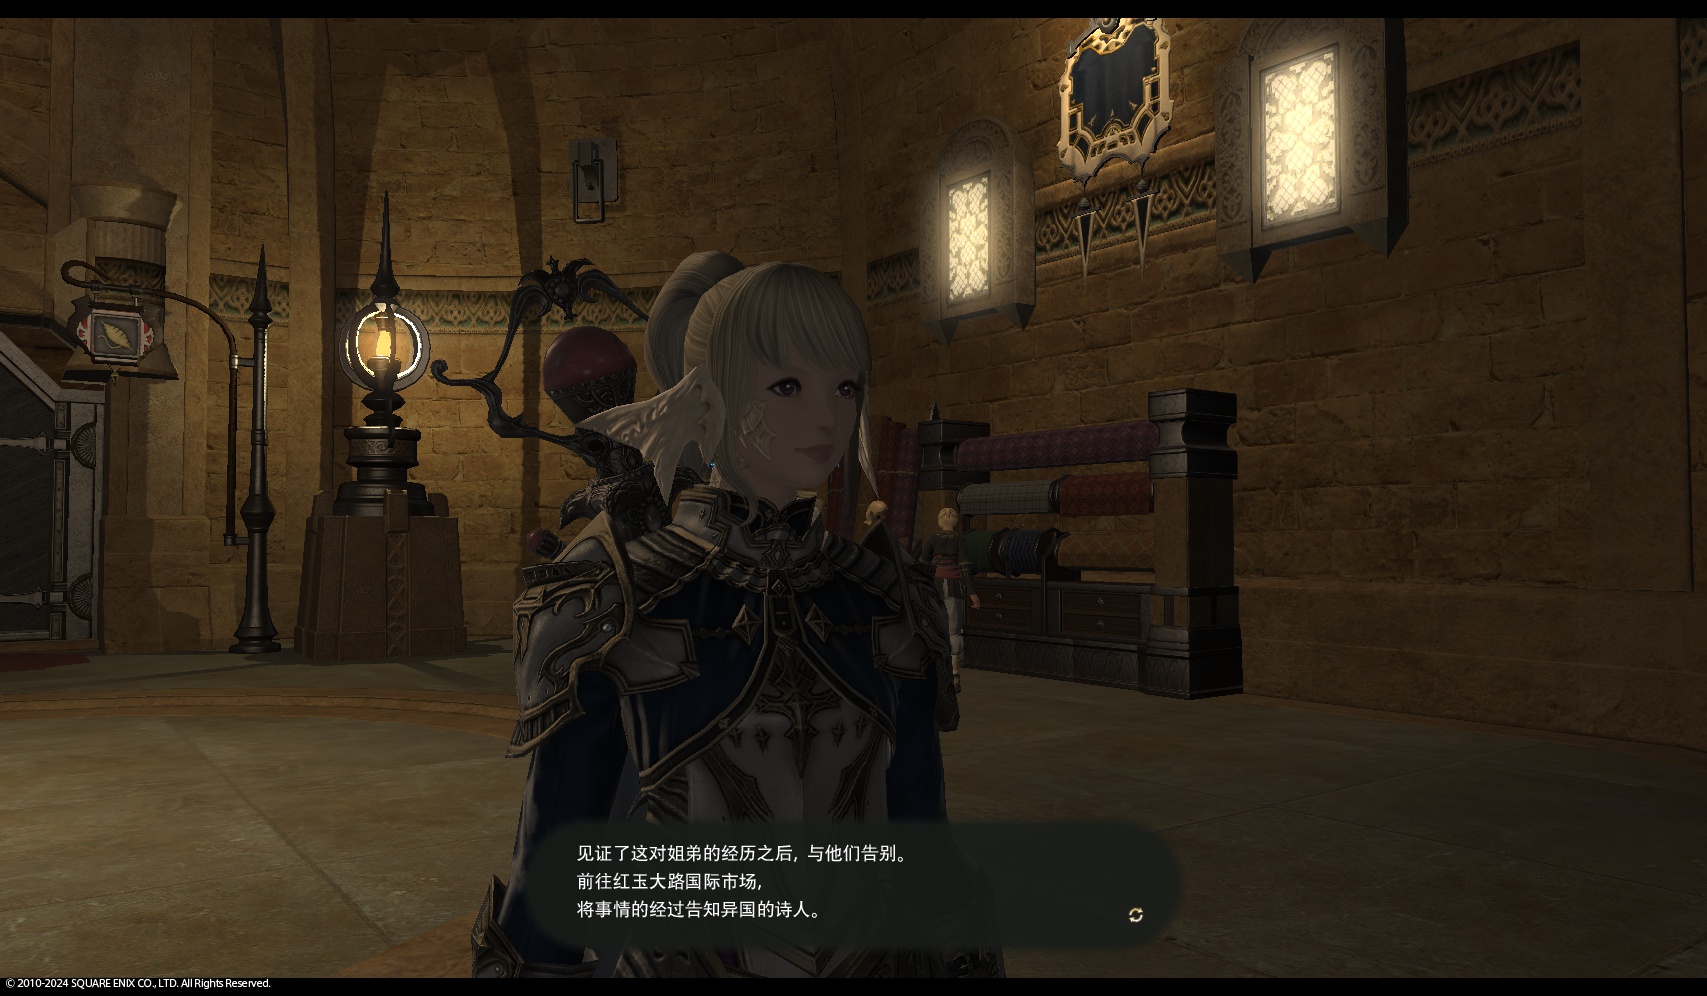 见证了这对姐弟的经历之后，与他们告别。
前往红玉大路国际市场，
将事情的经过告知异国的诗人。
© 2010-2024 SQUARE ENIX CO., LTD. All Rights Reserved.